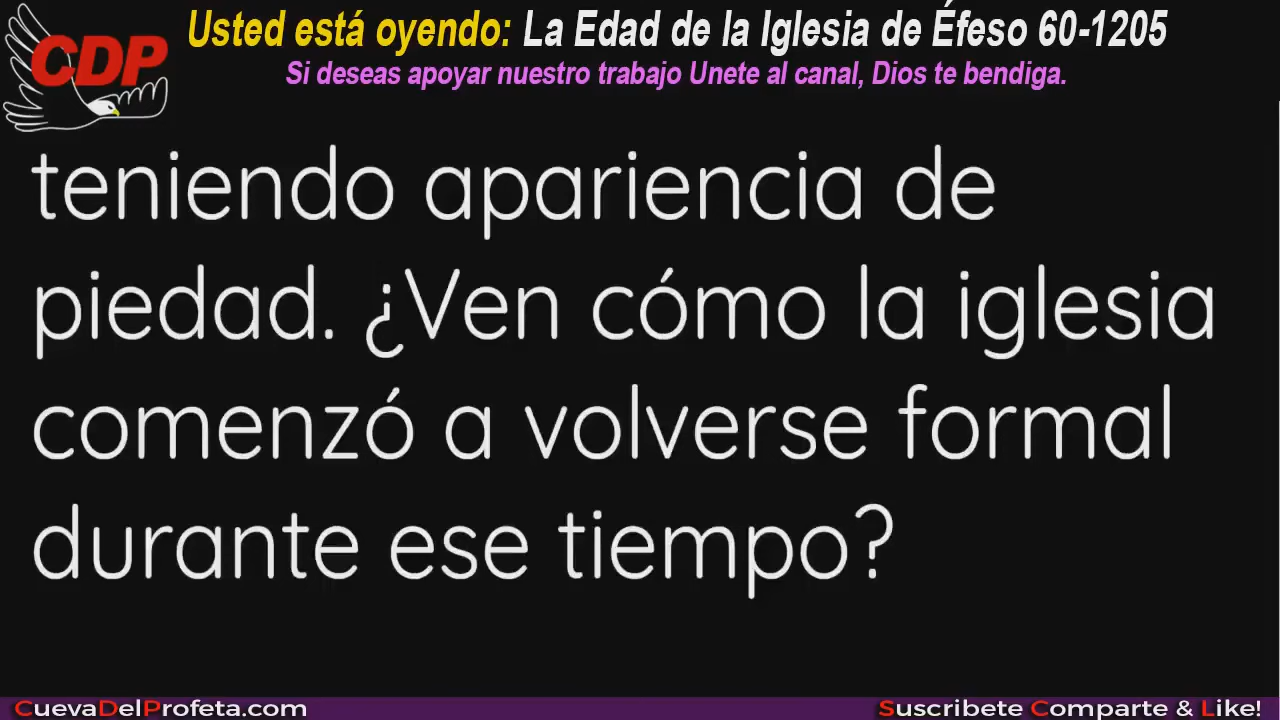 CDP
Usted está oyendo: La Edad de la Iglesia de Éfeso 60-1205
Si deseas apoyar nuestro trabajo Unete al canal, Dios te bendiga.
teniendo apariencia de
piedad. ¿Ven cómo la iglesia
comenzó a volverse formal
durante ese tiempo?
CuevaDelProfeta.com
Suscribete Comparte & Like!